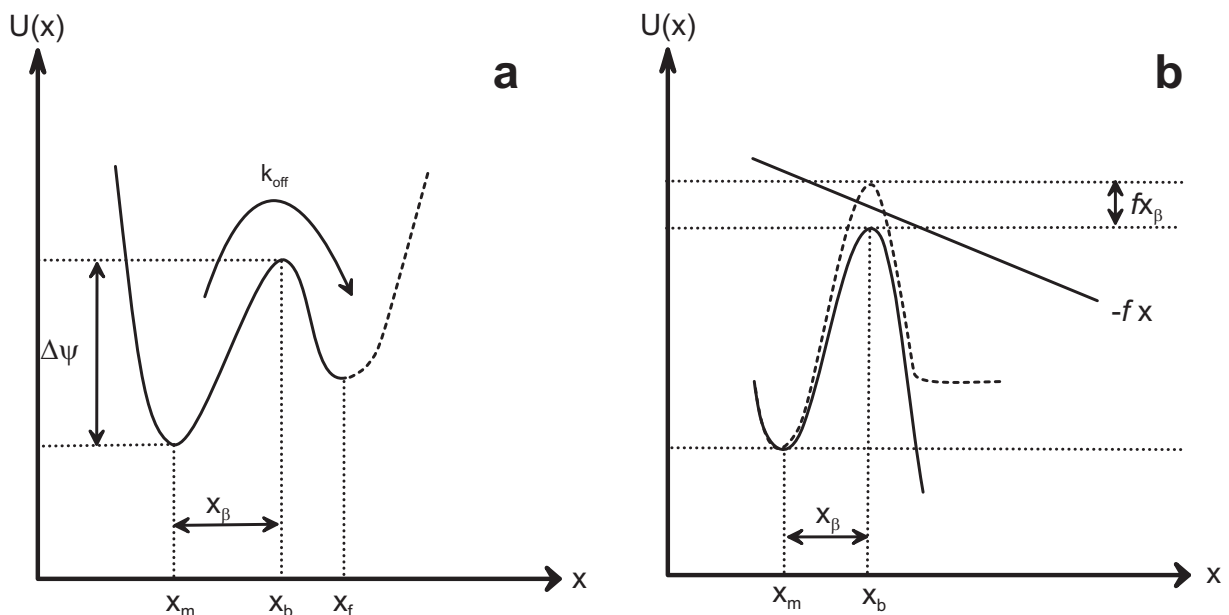 U(x)
a
k_off
Δψ
x_β
x_m
x_b
x_f
x
U(x)
b
fx_β
-f x
x_β
x_m
x_b
x